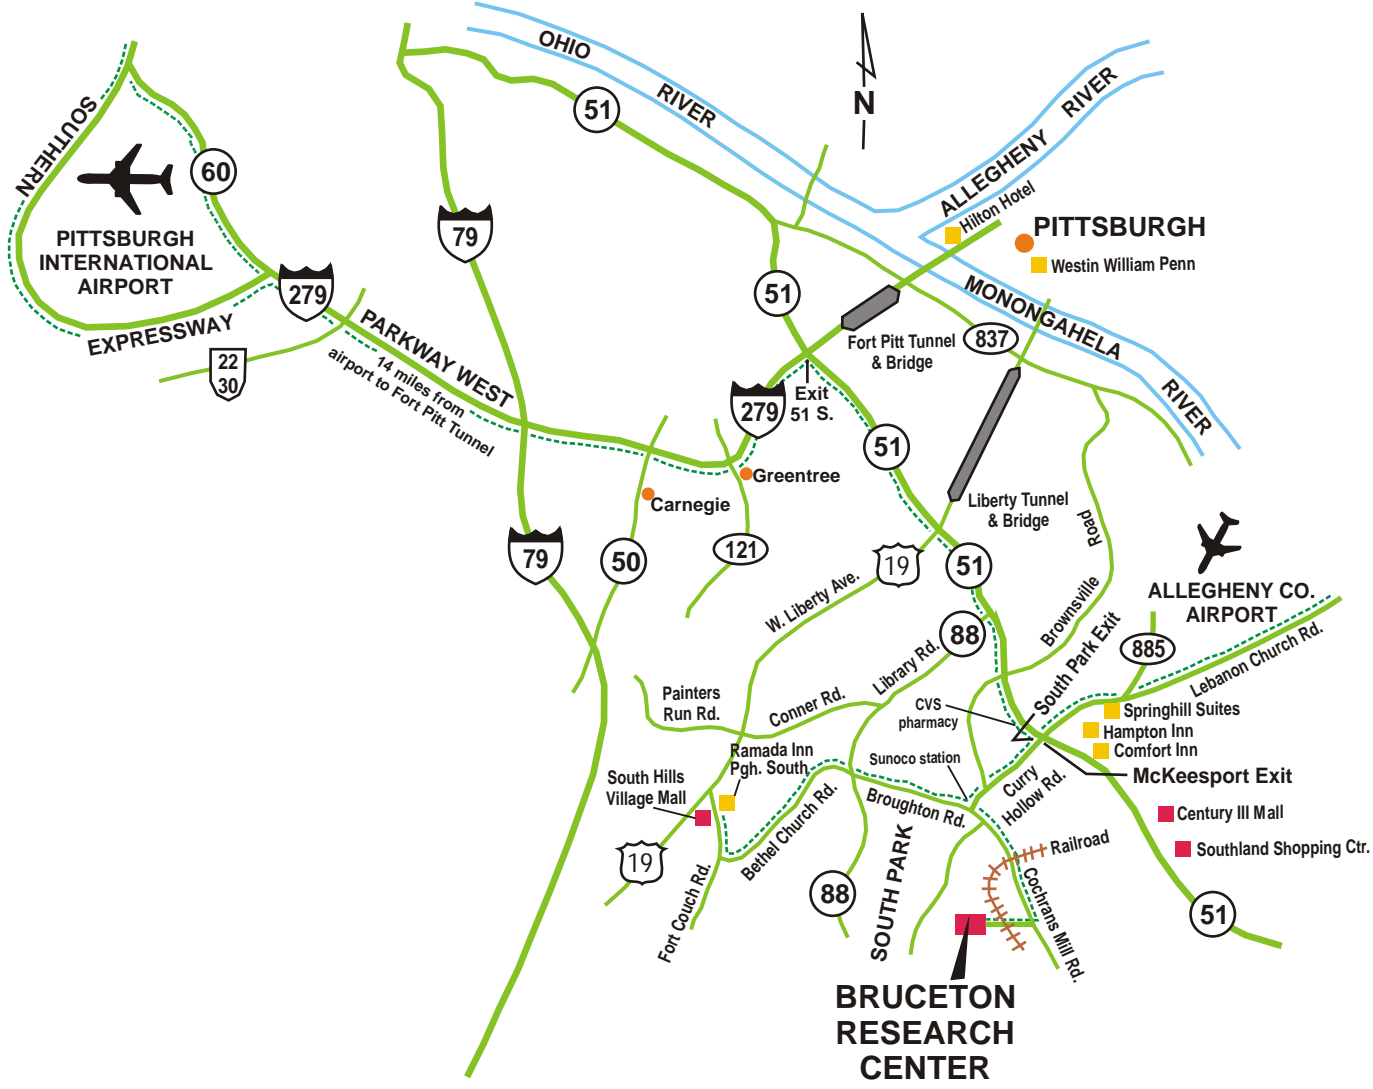 OHIO
RIVER
ALLEGHENY
RIVER
N
51
SOUTHERN
60
79
PITTSBURGH
INTERNATIONAL
AIRPORT
EXPRESSWAY
279
22
30
PARKWAY WEST
14 miles from
airport to Fort Pitt Tunnel
Hilton Hotel
PITTSBURGH
Westin William Penn
MONONGAHELA
RIVER
51
837
Fort Pitt Tunnel
& Bridge
279
Exit
51 S.
51
Greentree
Carnegie
Liberty Tunnel
& Bridge
79
50
121
19
51
Brownsville
Road
ALLEGHENY CO.
AIRPORT
W. Liberty Ave.
88
Library Rd.
South Park Exit
885
Lebanon Church Rd.
Painters
Run Rd.
Conner Rd.
CVS
pharmacy
Springhill Suites
Hampton Inn
Comfort Inn
Ramada Inn
Pgh. South
Sunoco station
McKeesport Exit
South Hills
Village Mall
Curry
Hollow Rd.
Broughton Rd.
Bethel Church Rd.
Century III Mall
Railroad
Southland Shopping Ctr.
19
Fort Couch Rd.
88
SOUTH PARK
Cochrans Mill Rd.
51
BRUCETON
RESEARCH
CENTER